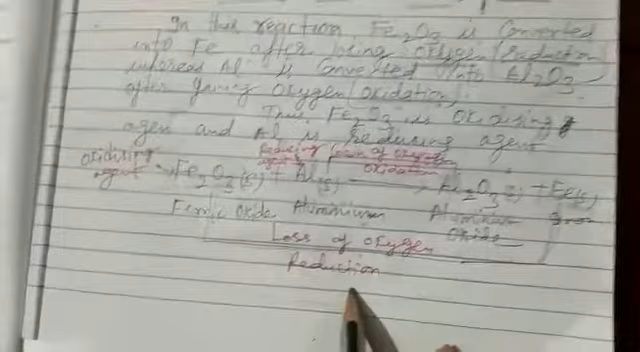 In this reaction, Fe2O3 is Converted
into Fe after losing oxygen (Reduction)
whereas Al is Converted into Al2O3
after gaining oxygen (oxidation).
Thus, Fe2O3 is oxidising
agent and Al is Reducing agent
Reducing agent of oxygen
oxidising agent Oxidation
Fe2O3(s) + Al(s) → Al2O3(s) + Fe(s)
Ferric Oxide Aluminium Aluminium Oxide Iron
Loss of oxygen
Reduction